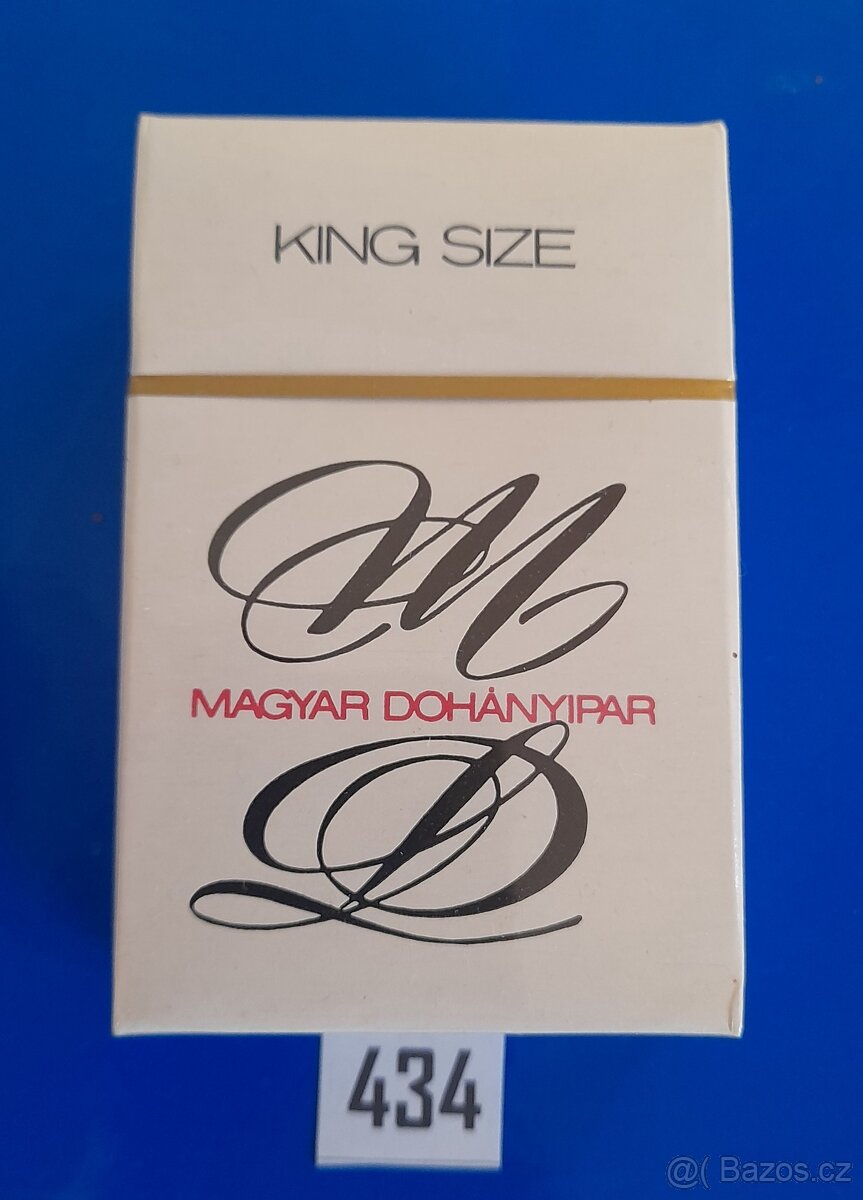 KING SIZE
M
MAGYAR DOHÁNYIPAR
D
434
@( Bazos.cz